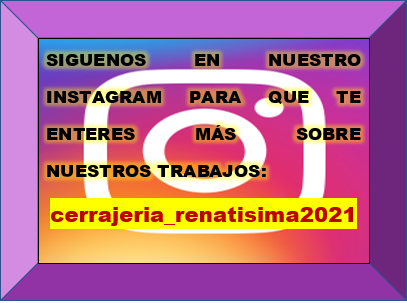 SIGUENOS EN NUESTRO
INSTAGRAM PARA QUE TE
ENTERES MÁS SOBRE
NUESTROS TRABAJOS:
cerrajeria_renatisima2021